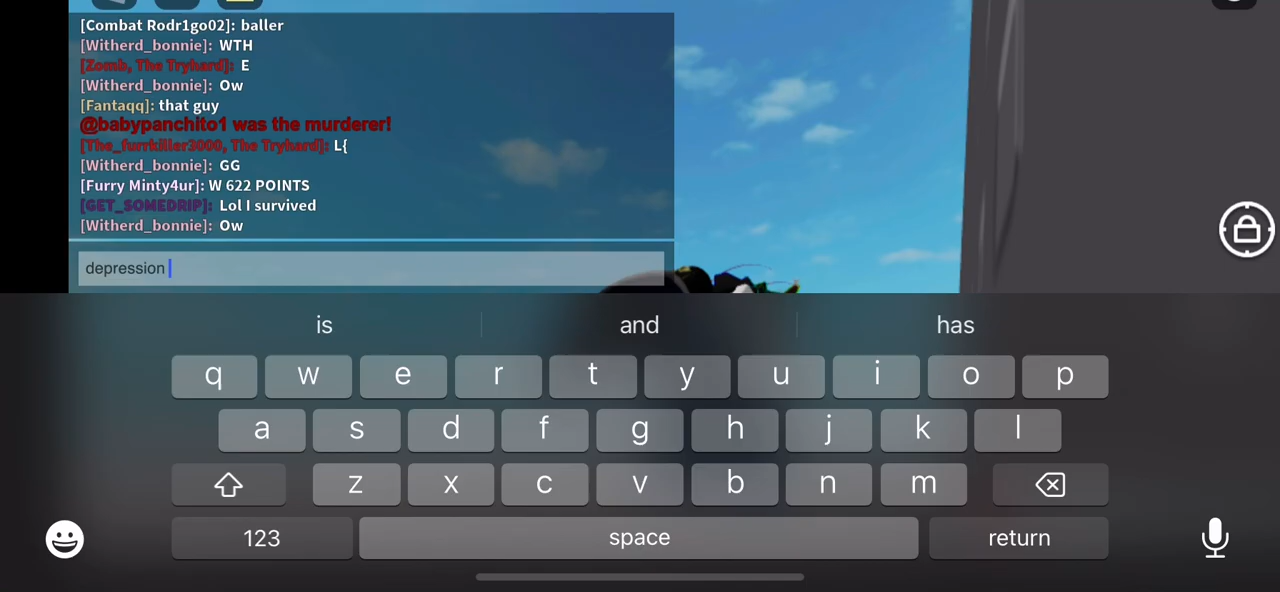 [Combat Rodr1go02]: baller
[Witherd_bonnie]: WTH
[Zomb, The Tryhard]: E
[Witherd_bonnie]: Ow
[Fantaqq]: that guy
@babypanchito1 was the murderer!
[The_furrkiller3000, The Tryhard]: L{
[Witherd_bonnie]: GG
[Furry Minty4ur]: W 622 POINTS
[GET_SOMEDRIP]: Lol I survived
[Witherd_bonnie]: Ow
depression
is and has
q w e r t y u i o p
a s d f g h j k l
z x c v b n m
123 space return